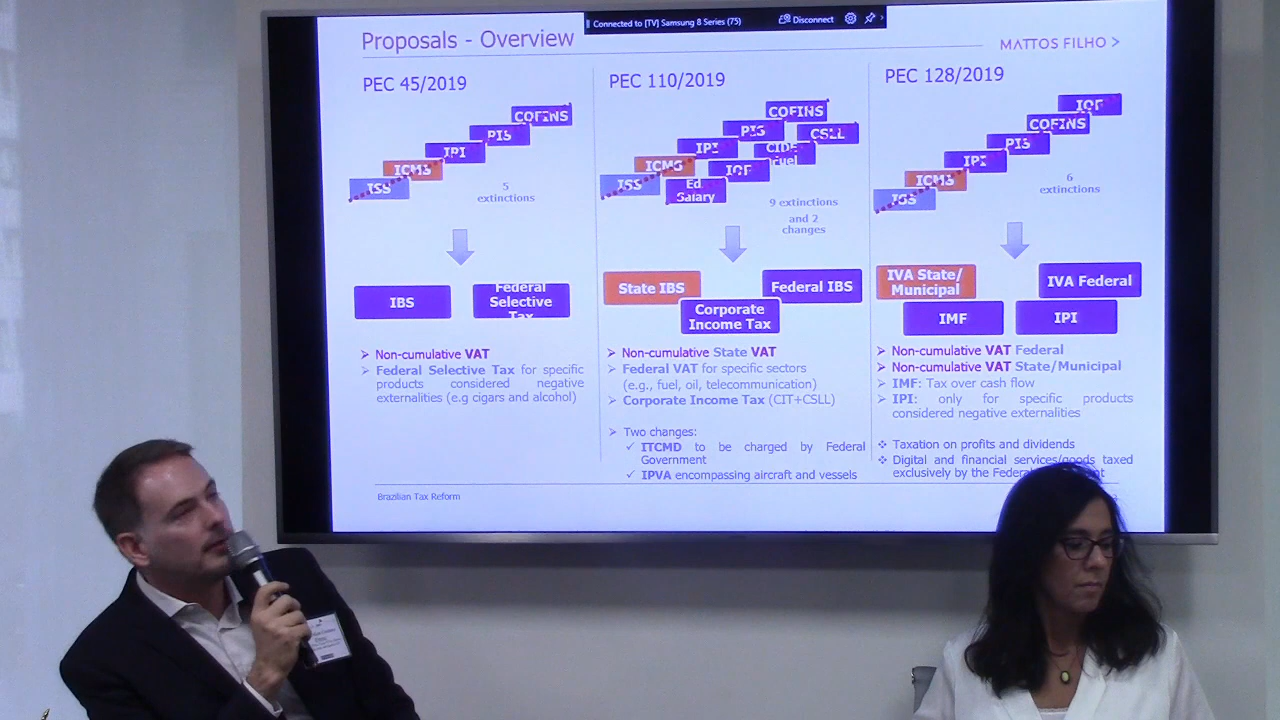 Connected to [TV] Samsung 8 Series (75)
Disconnect
Proposals - Overview
MATTOS FILHO >
PEC 45/2019
COFINS
PIS
IPI
ICMS
ISS
5
extinctions
IBS
Federal
Selective
Tax
➢ Non-cumulative VAT
➢ Federal Selective Tax for specific
products considered negative
externalities (e.g cigars and alcohol)
PEC 110/2019
COFINS
PIS
CSLL
IPI
CIDE
fuel
ICMS
IOF
ISS
Ed.
Salary
9 extinctions
and 2
changes
State IBS
Federal IBS
Corporate
Income Tax
➢ Non-cumulative State VAT
➢ Federal VAT for specific sectors
(e.g., fuel, oil, telecommunication)
➢ Corporate Income Tax (CIT+CSLL)
➢ Two changes:
✓ ITCMD to be charged by Federal
Government
✓ IPVA encompassing aircraft and vessels
PEC 128/2019
IOF
COFINS
PIS
IPI
ICMS
ISS
6
extinctions
IVA State/
Municipal
IVA Federal
IMF
IPI
➢ Non-cumulative VAT Federal
➢ Non-cumulative VAT State/Municipal
➢ IMF: Tax over cash flow
➢ IPI: only for specific products
considered negative externalities
❖ Taxation on profits and dividends
❖ Digital and financial services/goods taxed
exclusively by the Federal
Brazilian Tax Reform